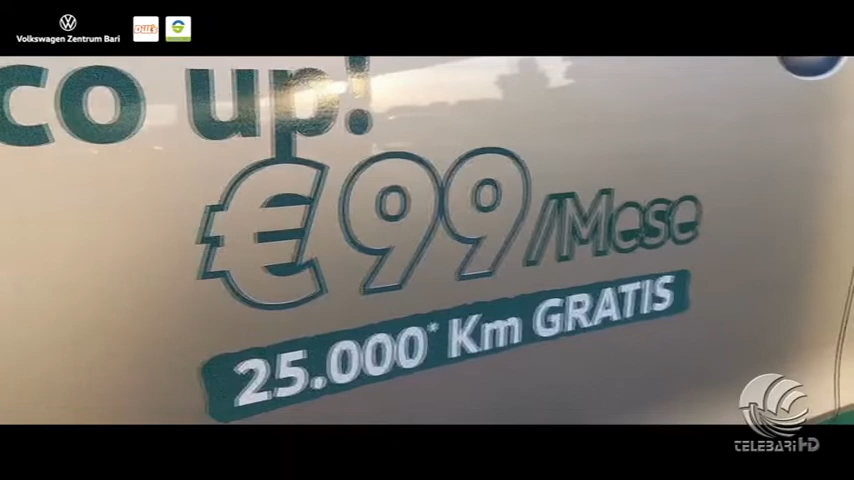 Volkswagen Zentrum Bari
co up!
€99/Mese
25.000* Km GRATIS
TELEBARI HD